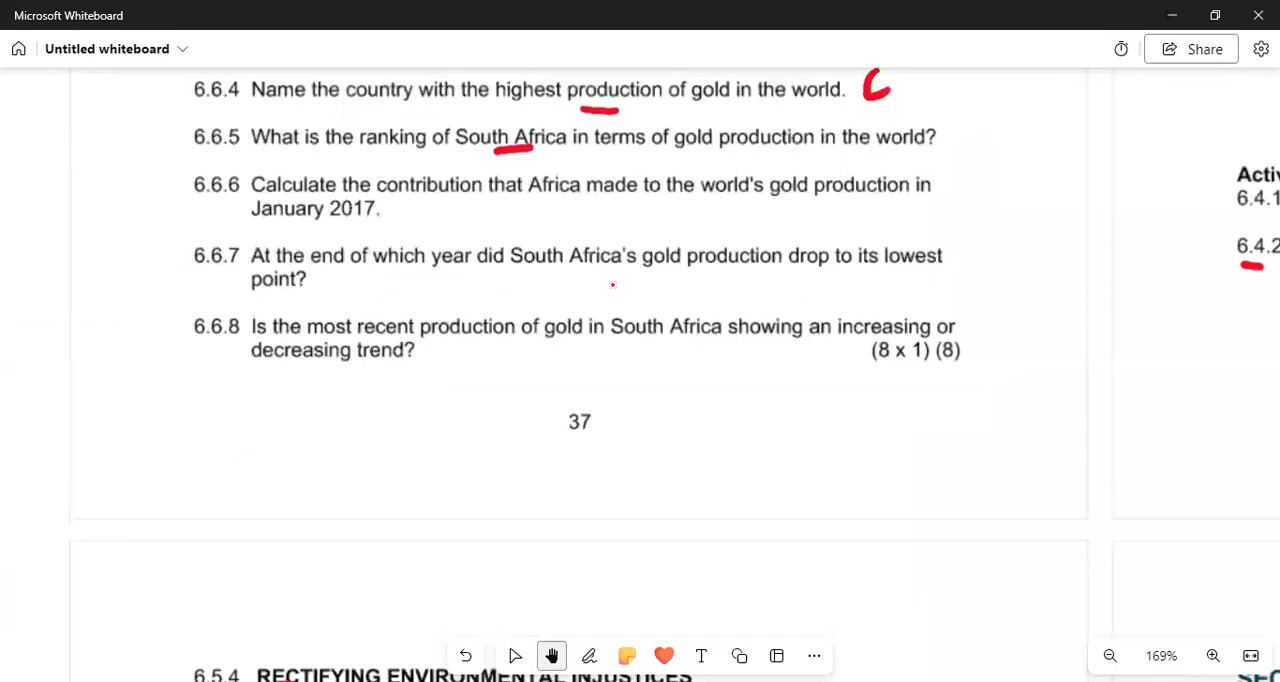 Microsoft Whiteboard
Untitled whiteboard
Share
6.6.4 Name the country with the highest production of gold in the world. C
6.6.5 What is the ranking of South Africa in terms of gold production in the world?
6.6.6 Calculate the contribution that Africa made to the world's gold production in
January 2017.
6.6.7 At the end of which year did South Africa's gold production drop to its lowest
point?
6.6.8 Is the most recent production of gold in South Africa showing an increasing or
decreasing trend? (8 x 1) (8)
37
6.5.4 RECTIFYING ENVIRONMENTAL INJUSTICES
Activ
6.4.1
6.4.2
T
169%
SEC